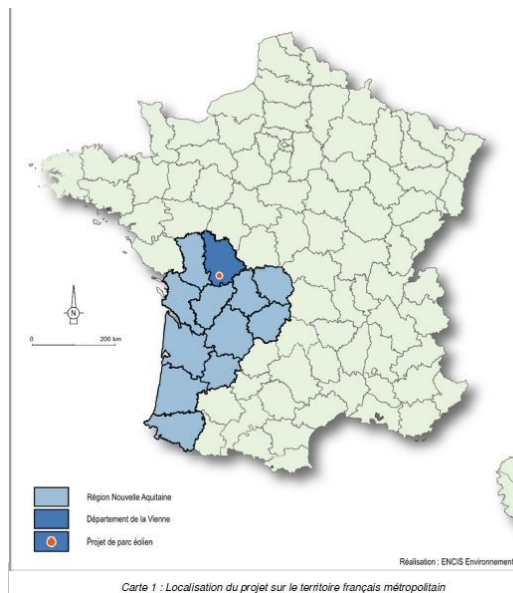 N
0
200 km
Région Nouvelle Aquitaine
Département de la Vienne
Projet de parc éolien
Réalisation : ENCIS Environnement
Carte 1 : Localisation du projet sur le territoire français métropolitain